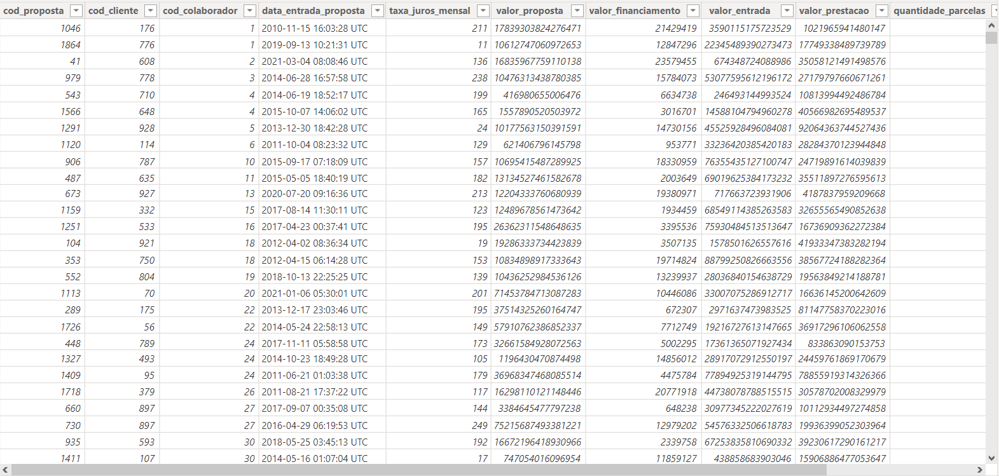 cod_proposta cod_cliente cod_colaborador data_entrada_proposta taxa_juros_mensal valor_proposta valor_financiamento valor_entrada valor_prestacao quantidade_parcelas
1046 176 1 2010-11-15 16:03:28 UTC 211 17839303824276471 21429419 3590115175723529 1021965941480147
1864 776 1 2019-09-13 10:21:31 UTC 11 10612747060972653 12847296 22345489390273473 17749338489739789
41 608 2 2021-03-04 08:08:46 UTC 136 16835967759110138 23579455 674348724088986 35058121491498576
979 778 3 2014-06-28 16:57:58 UTC 238 10476313438780385 15784073 53077595612196172 27179797660671261
543 710 4 2014-06-19 18:52:17 UTC 199 416980655006476 6634738 246493144993524 10813994492486784
1566 648 4 2015-10-07 14:06:02 UTC 165 1557890520503972 3016701 14588104794960278 40566982695489537
1291 928 5 2013-12-30 18:42:28 UTC 24 10177563150391591 14730156 45525928496084081 92064363744527436
1120 114 6 2011-10-04 08:23:32 UTC 129 621406796145798 953771 33236420385420183 28284370123944848
906 787 10 2015-09-17 07:18:09 UTC 157 10695415487289925 18330959 76355435127100747 24719891614039839
487 635 11 2015-05-05 18:40:19 UTC 182 13134527461582678 2003649 69019625384173232 35511897276595613
673 927 13 2020-07-20 09:16:36 UTC 213 12204333760680939 19380971 717663723931906 4187837959209668
1159 332 15 2017-08-14 11:30:11 UTC 123 12489678561473642 1934459 68549114385263583 32655565490852638
1251 533 16 2017-04-23 00:37:41 UTC 195 26362311548648635 3395536 75930484513513647 16736909362272384
104 921 18 2012-04-02 08:36:34 UTC 19 19286333734423839 3507135 1578501626557616 41933347383282194
353 750 18 2012-04-15 06:14:28 UTC 153 10834898917333643 19714824 88799250826663556 38567724188282364
552 804 19 2018-10-13 22:25:25 UTC 139 10436252984536126 13239937 28036840154638729 19563849214188781
1113 70 20 2021-01-06 05:30:01 UTC 201 71453784713087283 10446086 33007075286912717 16636145200642609
289 175 22 2013-12-17 23:03:46 UTC 195 37514325260164747 672307 2971637473983525 81147758370223016
1726 56 22 2014-05-24 22:58:13 UTC 149 57910762386852337 7712749 19216727613147665 36917296106062558
448 789 24 2017-11-11 05:58:58 UTC 173 32661584928072563 5002295 17361365071927434 833863090153753
1327 493 24 2014-10-23 18:49:28 UTC 105 1196430470874498 14856012 28917072912550197 24459761869170679
1409 95 24 2011-06-21 01:03:38 UTC 179 36968347468085514 4475784 77894925319144795 78855919314326366
1718 379 26 2011-08-21 17:37:22 UTC 117 16298110121148446 20771918 44738078788515515 30578702008329979
660 897 27 2017-09-07 00:35:08 UTC 144 3384645477797238 648238 30977345222027619 10112934497274858
730 897 27 2016-04-29 06:19:53 UTC 249 75215687493381221 12979202 54576332506618783 19936399052303964
935 593 30 2018-05-25 03:45:13 UTC 192 16672196418930966 2339758 67253835810690332 39230617290161217
1411 107 30 2014-05-16 01:07:04 UTC 17 747054016096954 11859127 438858683903046 15906886477053647